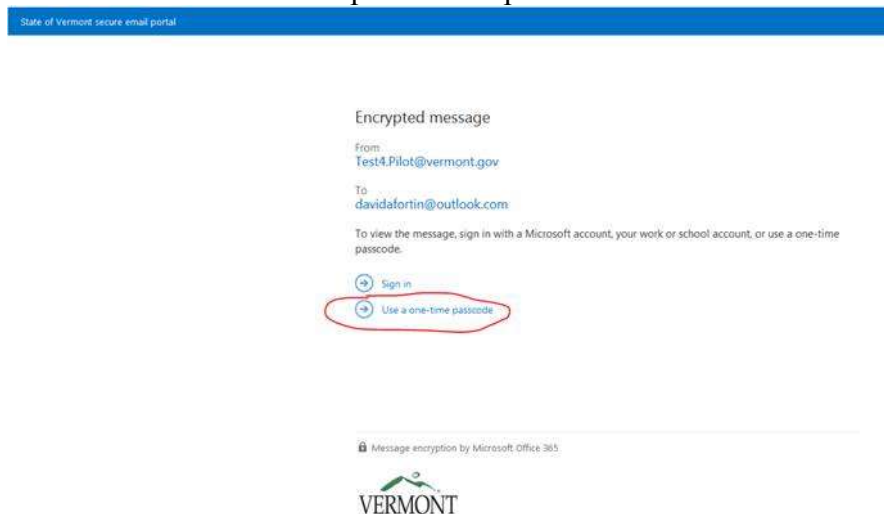 State of Vermont secure email portal
Encrypted message
From
Test4.Pilot@vermont.gov
To
davidafortin@outlook.com
To view the message, sign in with a Microsoft account, your work or school account, or use a one-time
passcode.
Sign in
Use a one-time passcode
Message encryption by Microsoft Office 365
VERMONT